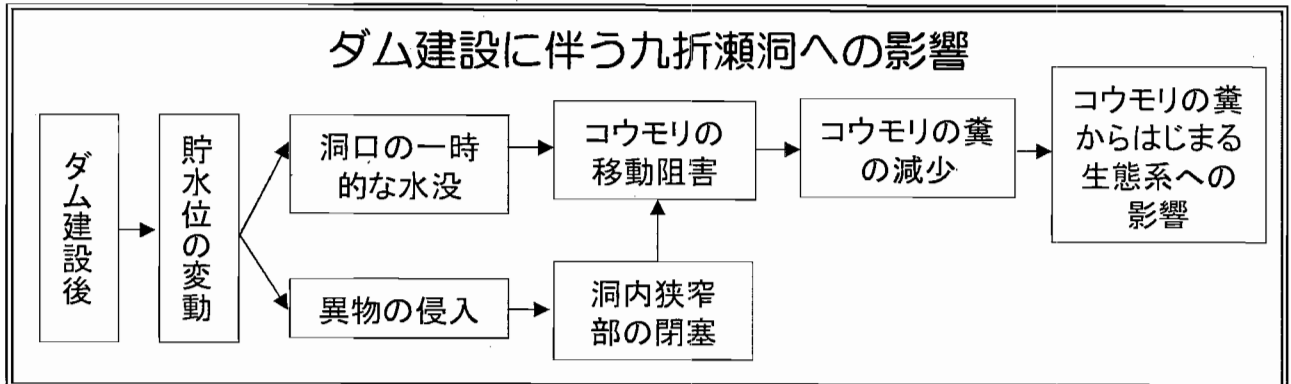 ダム建設に伴う九折瀬洞への影響
ダム建設後
貯水位の変動
洞口の一時
的な水没
異物の侵入
コウモリの
移動阻害
洞内狭窄
部の閉塞
コウモリの糞
の減少
コウモリの糞
からはじまる
生態系への
影響